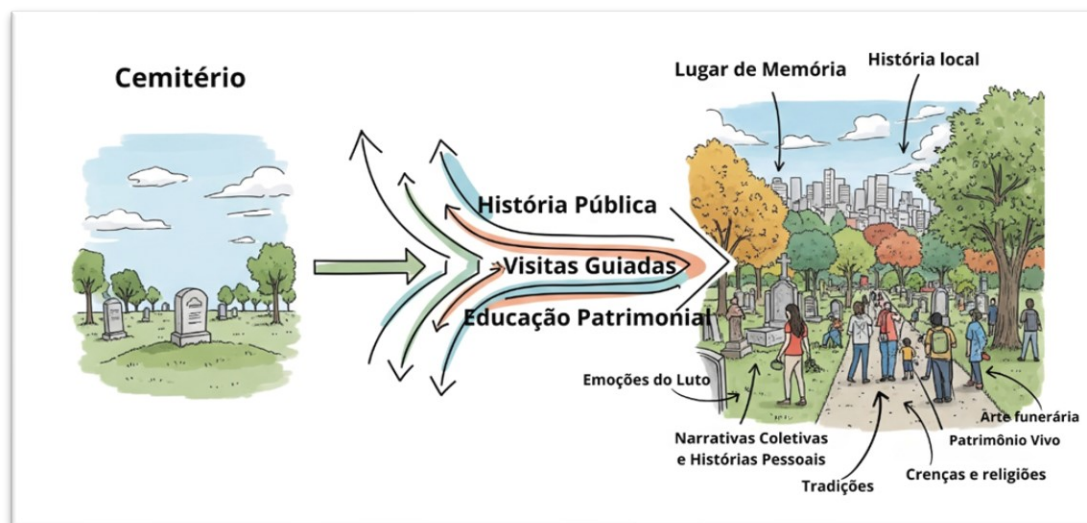 Cemitério
História Pública
Visitas Guiadas
Educação Patrimonial
Lugar de Memória
História local
Emoções do Luto
Narrativas Coletivas
e Histórias Pessoais
Tradições
Crenças e religiões
Patrimônio Vivo
Arte funerária